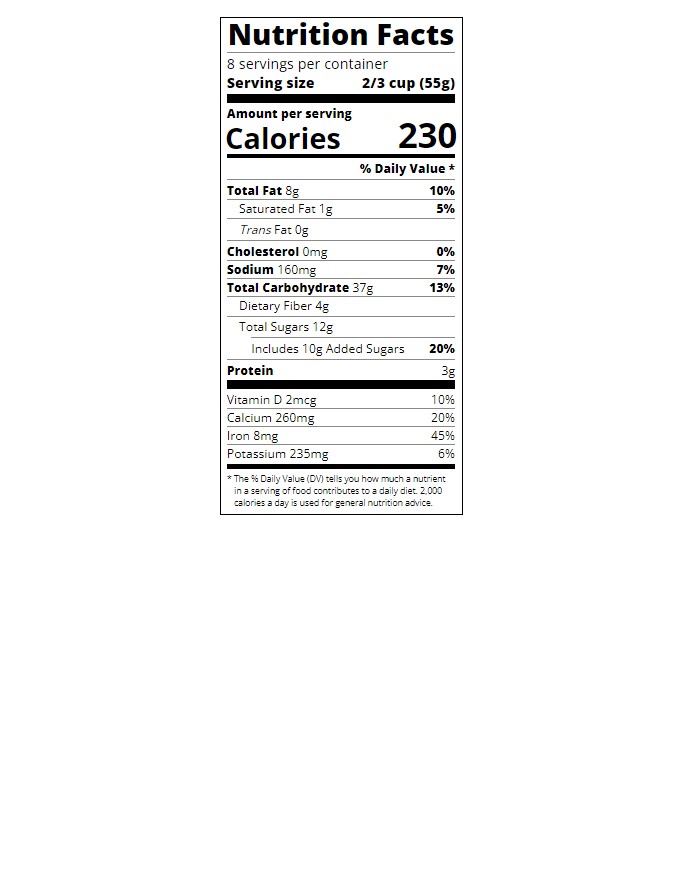 Nutrition Facts
8 servings per container
Serving size 2/3 cup (55g)
Amount per serving
Calories 230
% Daily Value *
Total Fat 8g 10%
Saturated Fat 1g 5%
Trans Fat 0g
Cholesterol 0mg 0%
Sodium 160mg 7%
Total Carbohydrate 37g 13%
Dietary Fiber 4g
Total Sugars 12g
Includes 10g Added Sugars 20%
Protein 3g
Vitamin D 2mcg 10%
Calcium 260mg 20%
Iron 8mg 45%
Potassium 235mg 6%
* The % Daily Value (DV) tells you how much a nutrient
in a serving of food contributes to a daily diet. 2,000
calories a day is used for general nutrition advice.